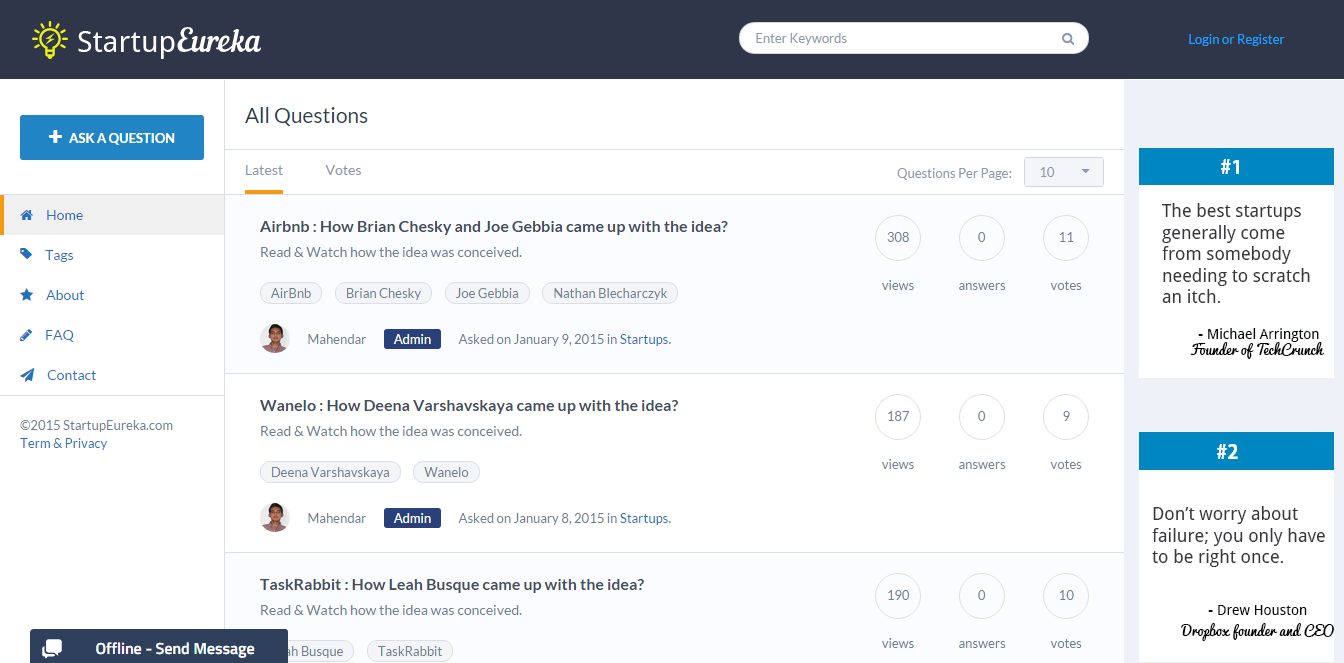 StartupEureka
Enter Keywords
Login or Register
ASK A QUESTION
Home
Tags
About
FAQ
Contact
©2015 StartupEureka.com
Term & Privacy
Offline - Send Message
All Questions
Latest Votes Questions Per Page: 10
Airbnb : How Brian Chesky and Joe Gebbia came up with the idea?
Read & Watch how the idea was conceived.
AirBnb Brian Chesky Joe Gebbia Nathan Blecharczyk
Mahendar Admin Asked on January 9, 2015 in Startups.
308 0 11
views answers votes
Wanelo : How Deena Varshavskaya came up with the idea?
Read & Watch how the idea was conceived.
Deena Varshavskaya Wanelo
Mahendar Admin Asked on January 8, 2015 in Startups.
187 0 9
views answers votes
TaskRabbit : How Leah Busque came up with the idea?
Read & Watch how the idea was conceived.
ah Busque TaskRabbit
190 0 10
views answers votes
#1
The best startups
generally come
from somebody
needing to scratch
an itch.
- Michael Arrington
Founder of TechCrunch
#2
Don't worry about
failure; you only have
to be right once.
- Drew Houston
Dropbox founder and CEO